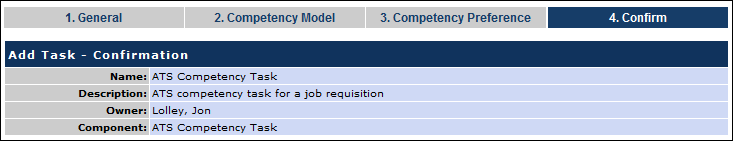 1. General 2. Competency Model 3. Competency Preference 4. Confirm
Add Task - Confirmation
Name: ATS Competency Task
Description: ATS competency task for a job requisition
Owner: Lolley, Jon
Component: ATS Competency Task